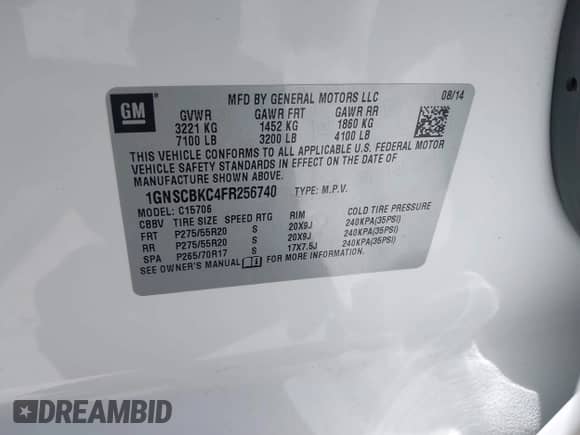 MFD BY GENERAL MOTORS LLC 08/14
GM
GVWR GAWR FRT GAWR RR
3221 KG 1452 KG 1860 KG
7100 LB 3200 LB 4100 LB
THIS VEHICLE CONFORMS TO ALL APPLICABLE U.S. FEDERAL MOTOR
VEHICLE SAFETY STANDARDS IN EFFECT ON THE DATE OF
MANUFACTURE SHOWN ABOVE.
1GNSCBKC4FR256740 TYPE: M.P.V.
MODEL: C15706
CBBV TIRE SIZE SPEED RTG RIM COLD TIRE PRESSURE
FRT P275/55R20 S 20X9J 240KPA(35PSI)
RR P275/55R20 S 20X9J 240KPA(35PSI)
SPA P265/70R17 S 17X7.5J 240KPA(35PSI)
SEE OWNER'S MANUAL FOR MORE INFORMATION.
DREAMBID